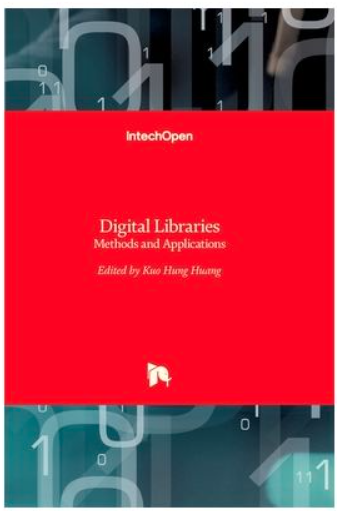 IntechOpen
Digital Libraries
Methods and Applications
Edited by Kuo Hung Huang